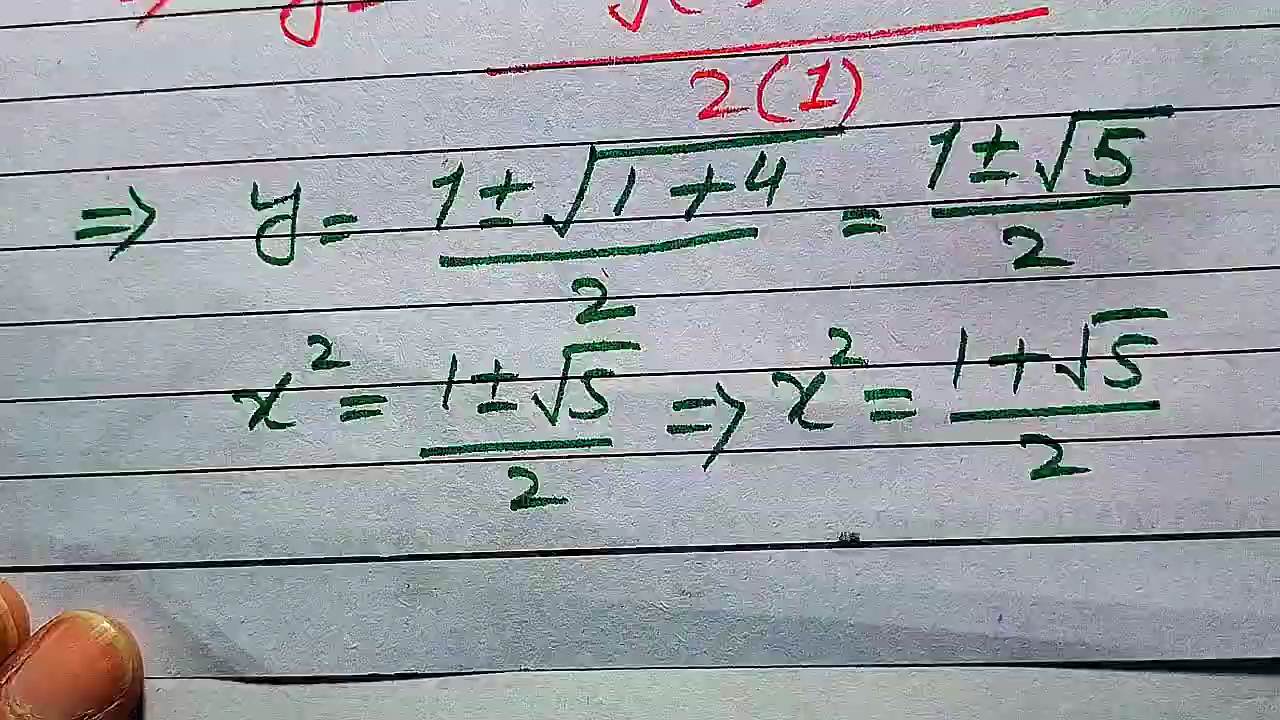 y=
2(1)
=> y = (1 ± √(1+4))/2 = (1 ± √5)/2
x² = (1 ± √5)/2 => x² = (1+√5)/2